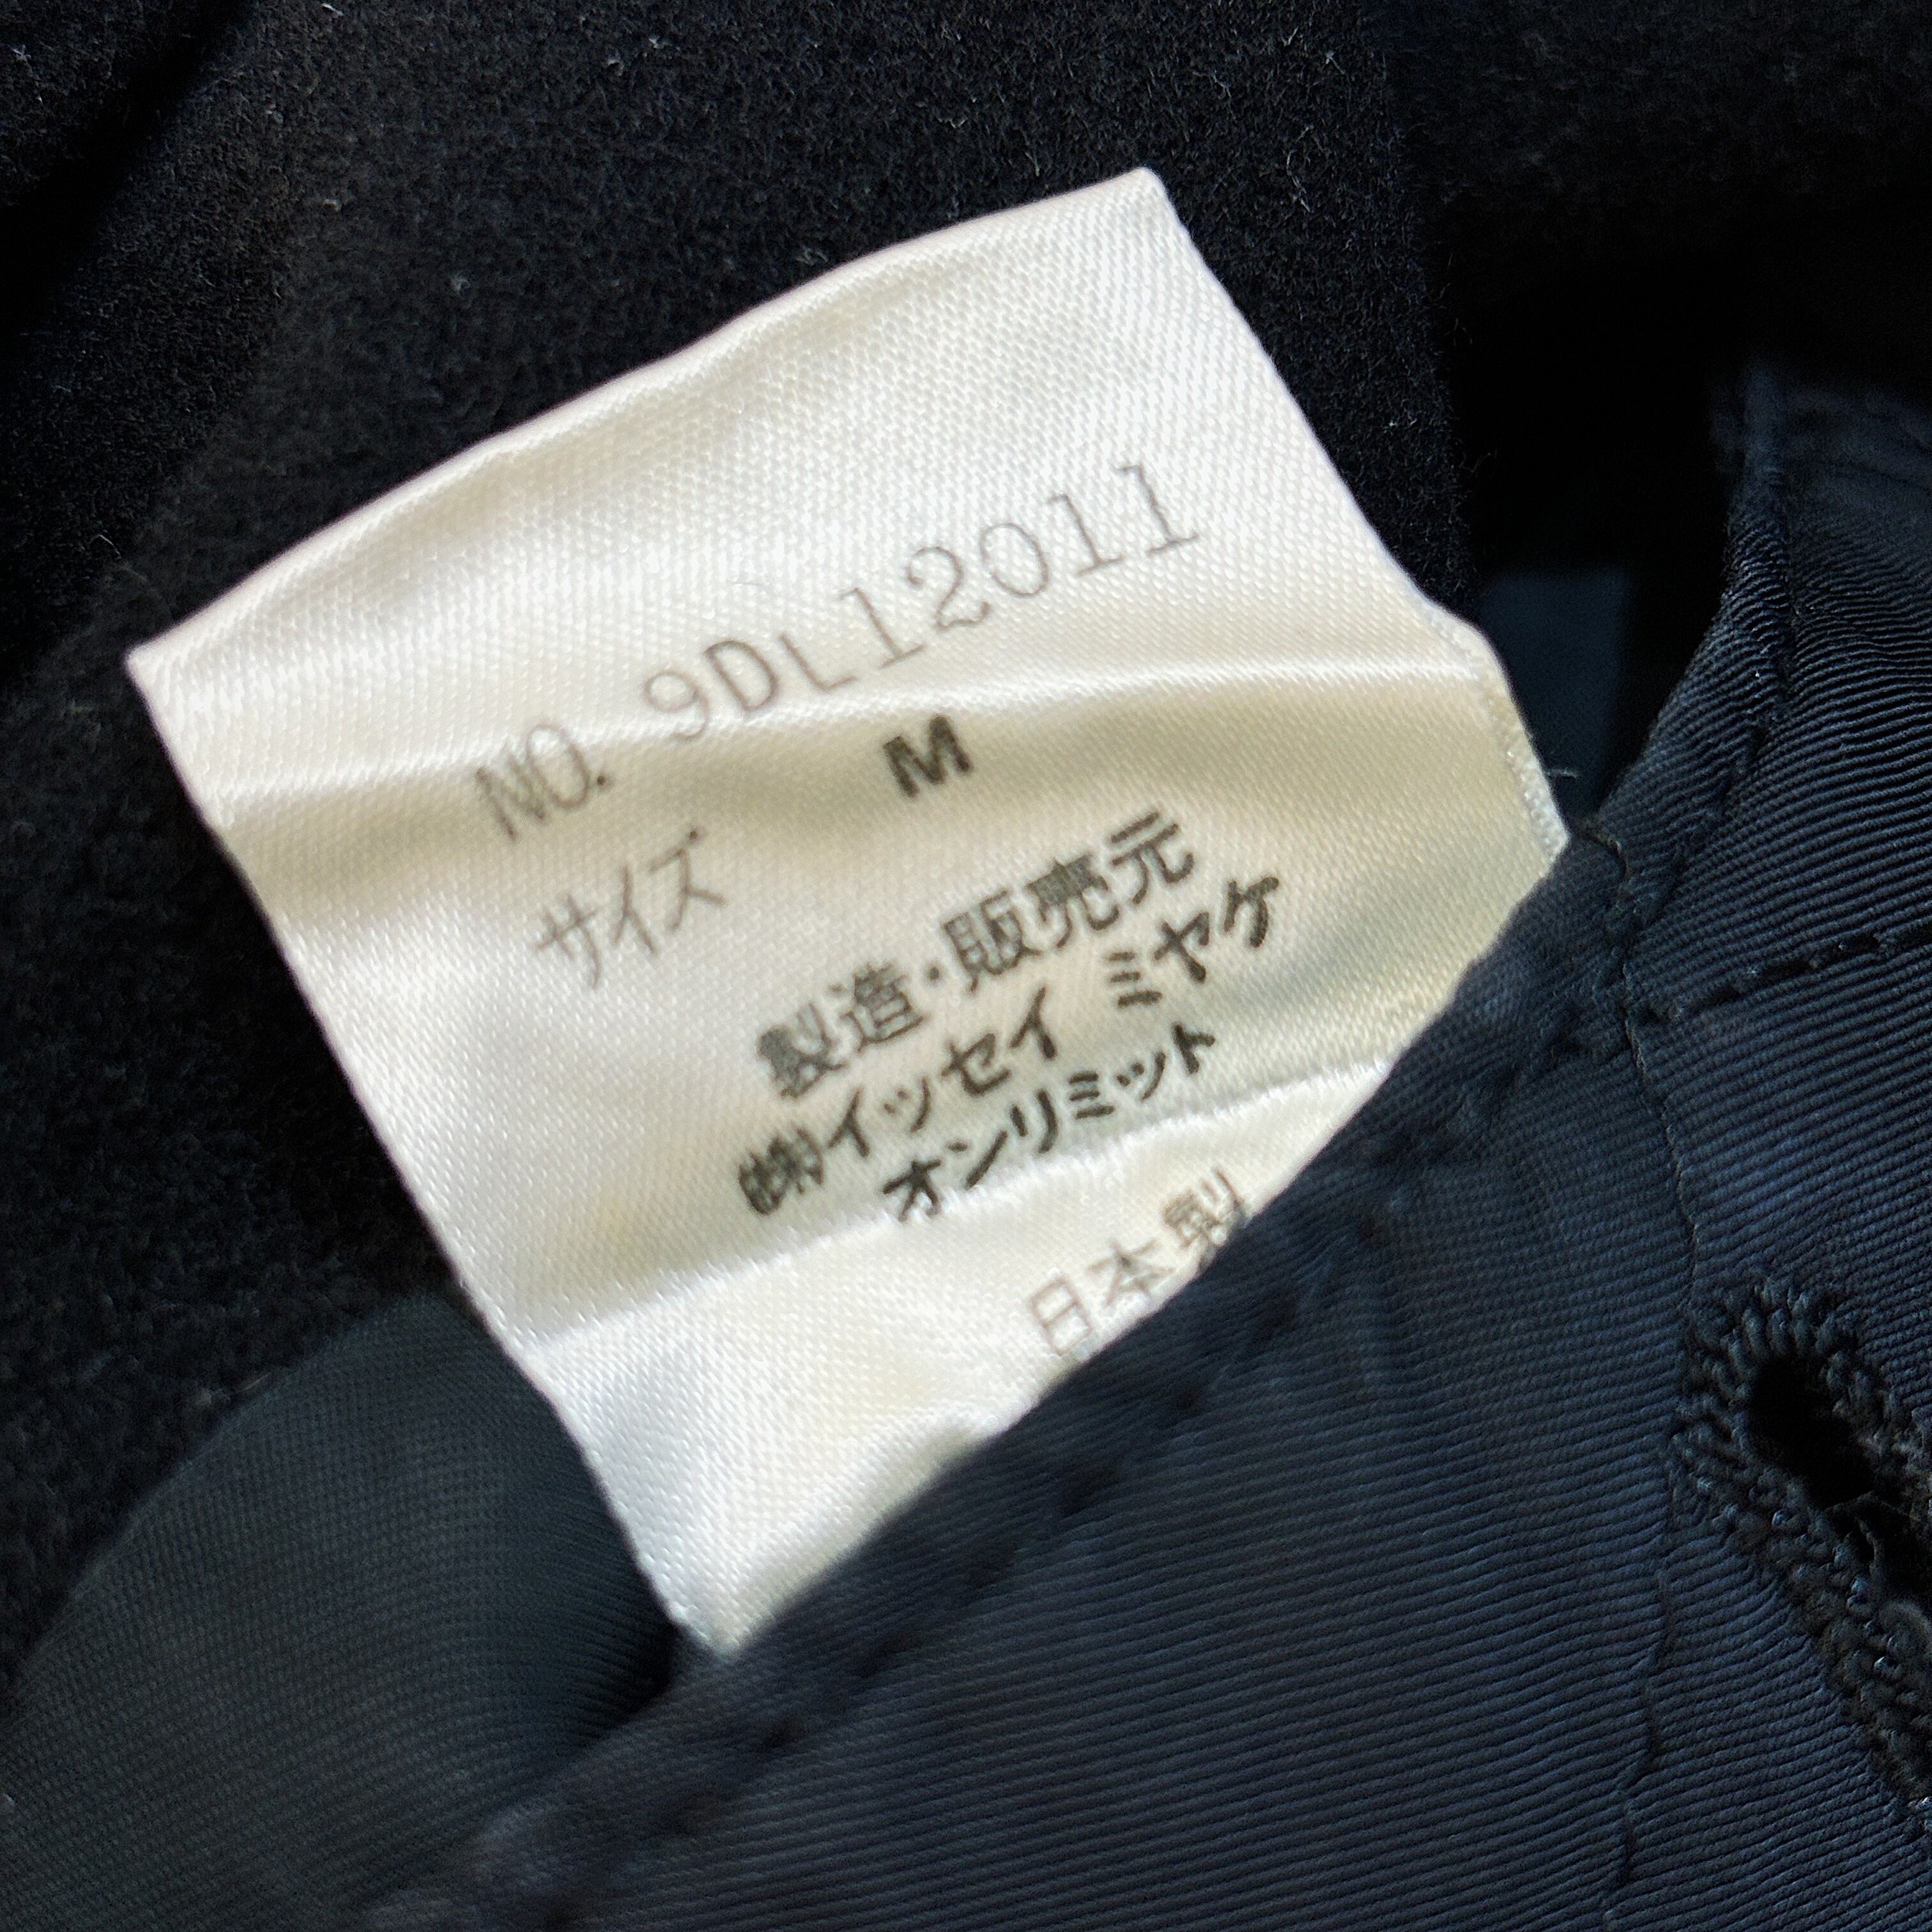 NO. 9DL12011
サイズ M
製造・販売元
㈱イッセイ ミヤケ
オンリミット
日本製